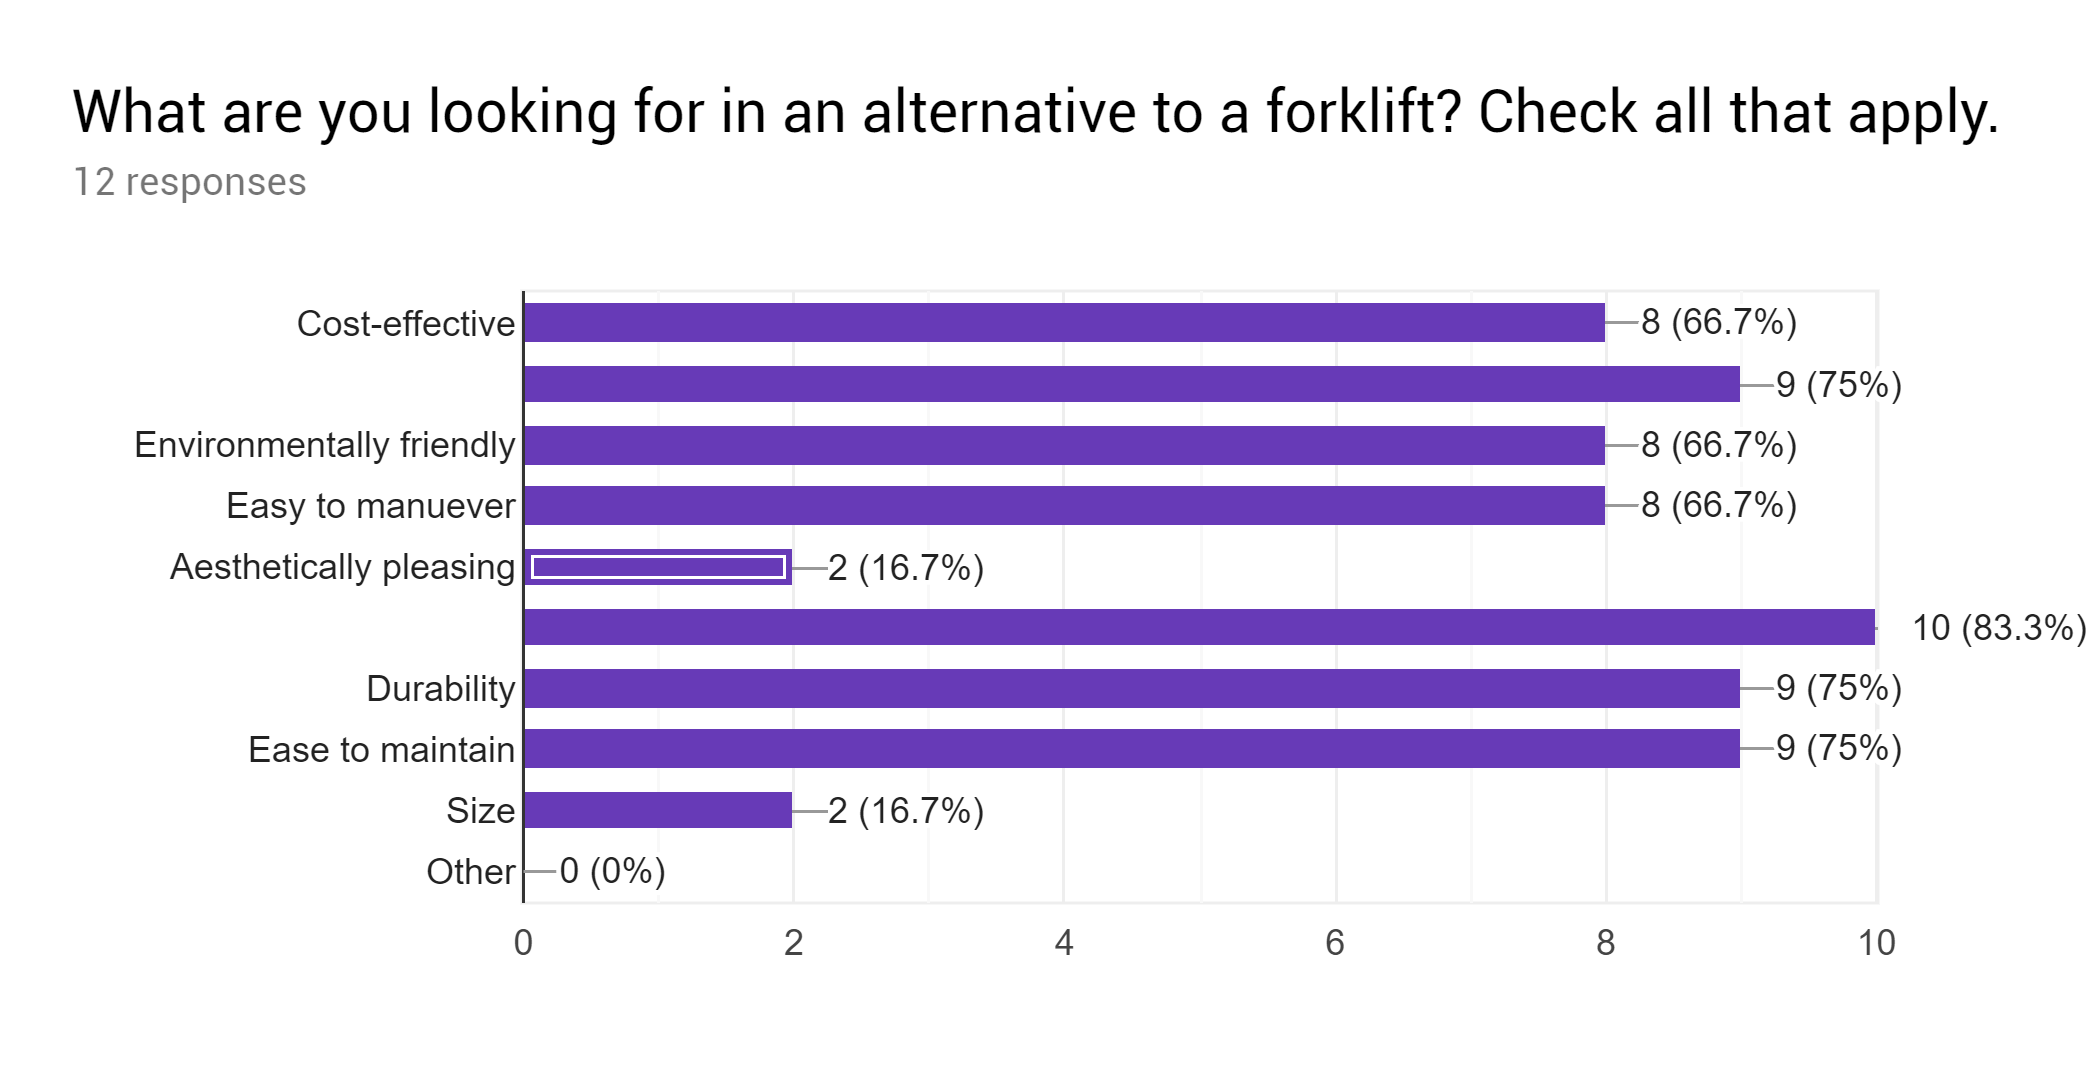 What are you looking for in an alternative to a forklift? Check all that apply.
12 responses
Cost-effective
8 (66.7%)
9 (75%)
Environmentally friendly
8 (66.7%)
Easy to manuever
8 (66.7%)
Aesthetically pleasing
2 (16.7%)
10 (83.3%)
Durability
9 (75%)
Ease to maintain
9 (75%)
Size
2 (16.7%)
Other
0 (0%)
0 2 4 6 8 10